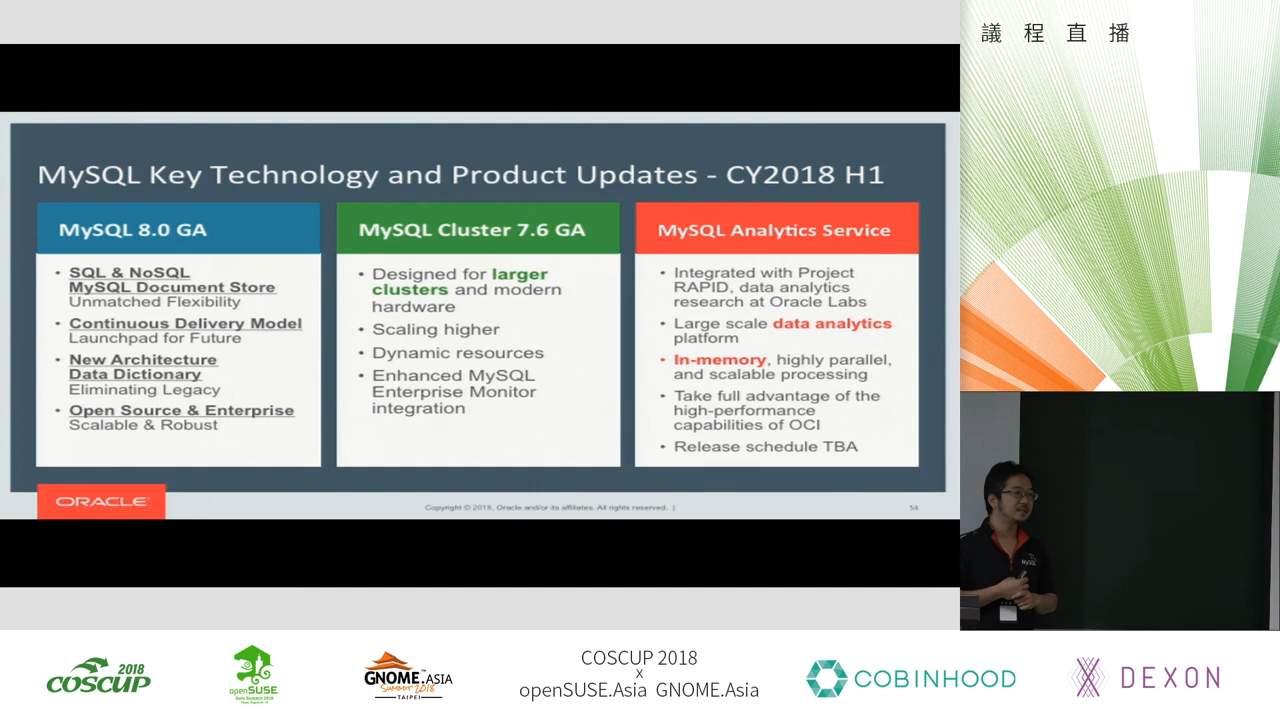 議程直播
MySQL Key Technology and Product Updates - CY2018 H1
MySQL 8.0 GA
• SQL & NoSQL
MySQL Document Store
Unmatched Flexibility
• Continuous Delivery Model
Launchpad for Future
• New Architecture
Data Dictionary
Eliminating Legacy
• Open Source & Enterprise
Scalable & Robust
MySQL Cluster 7.6 GA
• Designed for larger
clusters and modern
hardware
• Scaling higher
• Dynamic resources
• Enhanced MySQL
Enterprise Monitor
integration
MySQL Analytics Service
• Integrated with Project
RAPID, data analytics
research at Oracle Labs
• Large scale data analytics
platform
• In-memory, highly parallel,
and scalable processing
• Take full advantage of the
high-performance
capabilities of OCI
• Release schedule TBA
ORACLE
Copyright © 2018, Oracle and/or its affiliates. All rights reserved. |
54
MySQL
2018
COSCUP
openSUSE
GNOME.ASIA
SUMMIT 2018
TAIPEI
COSCUP 2018
x
openSUSE.Asia GNOME.Asia
COBINHOOD
DEXON